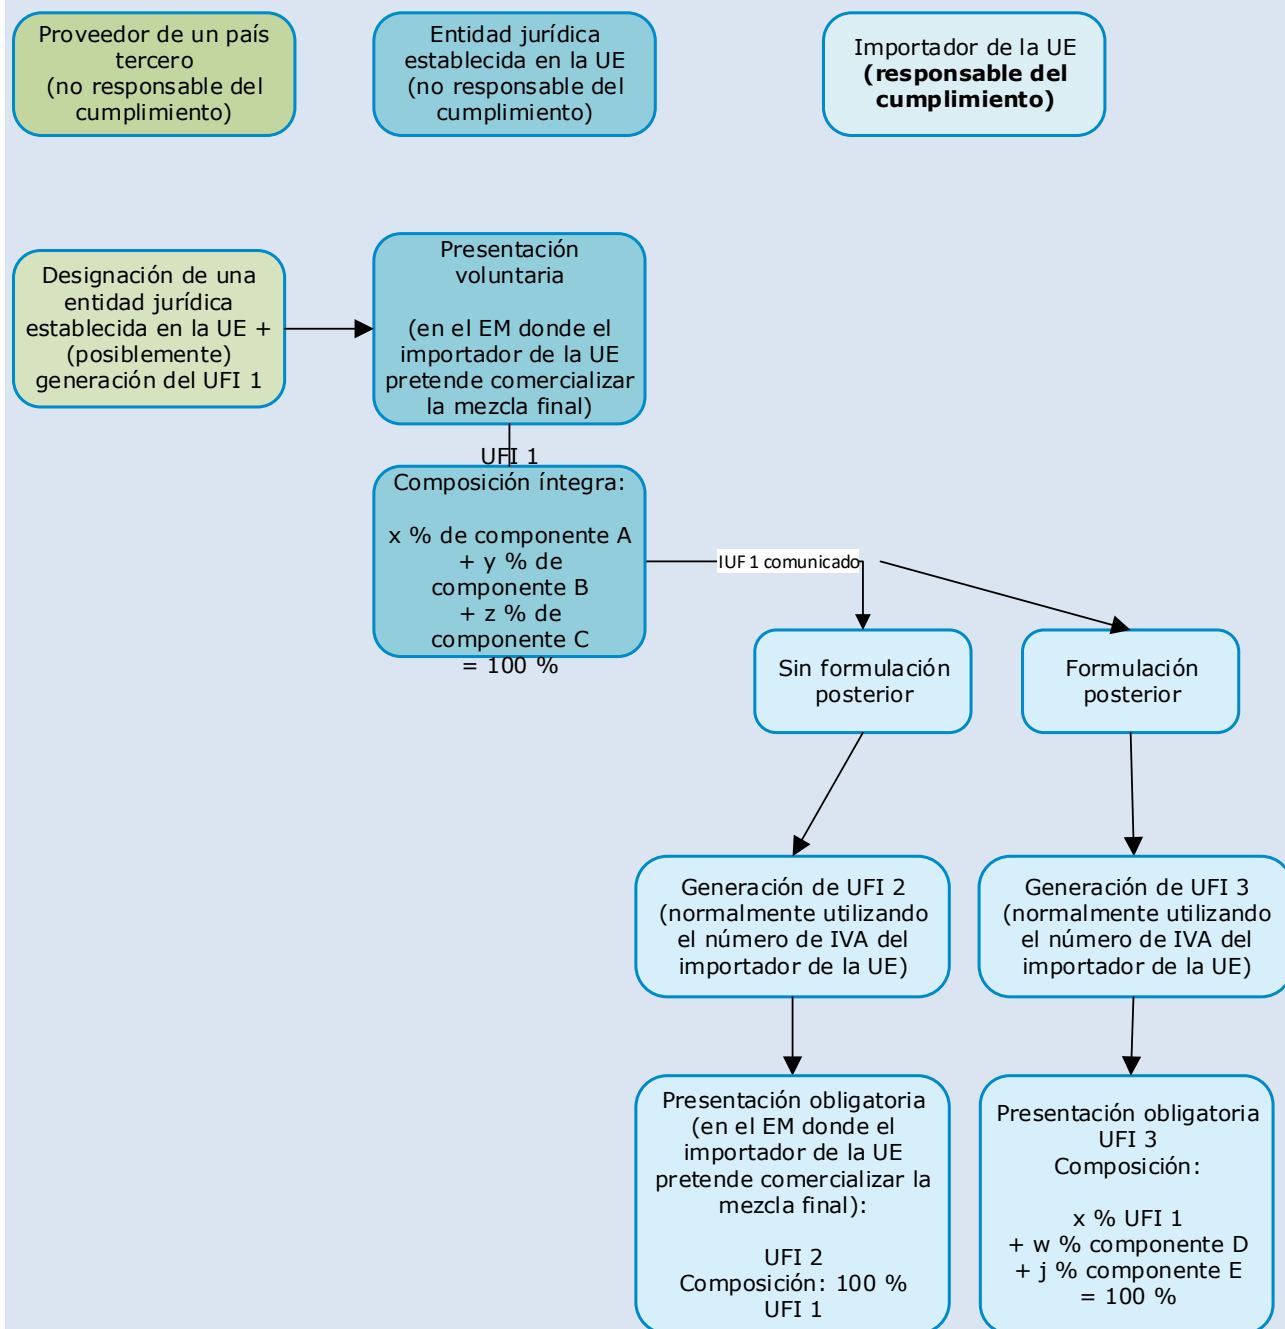 Proveedor de un país
tercero
(no responsable del
cumplimiento)
Entidad jurídica
establecida en la UE
(no responsable del
cumplimiento)
Importador de la UE
(responsable del
cumplimiento)
Designación de una
entidad jurídica
establecida en la UE +
(posiblemente)
generación del UFI 1
Presentación
voluntaria
(en el EM donde el
importador de la UE
pretende comercializar
la mezcla final)
UFI 1
Composición íntegra:
x % de componente A
+ y % de
componente B
+ z % de
componente C
= 100 %
IUF 1 comunicado
Sin formulación
posterior
Formulación
posterior
Generación de UFI 2
(normalmente utilizando
el número de IVA del
importador de la UE)
Generación de UFI 3
(normalmente utilizando
el número de IVA del
importador de la UE)
Presentación obligatoria
(en el EM donde el
importador de la UE
pretende comercializar la
mezcla final):
UFI 2
Composición: 100 %
UFI 1
Presentación obligatoria
UFI 3
Composición:
x % UFI 1
+ w % componente D
+ j % componente E
= 100 %